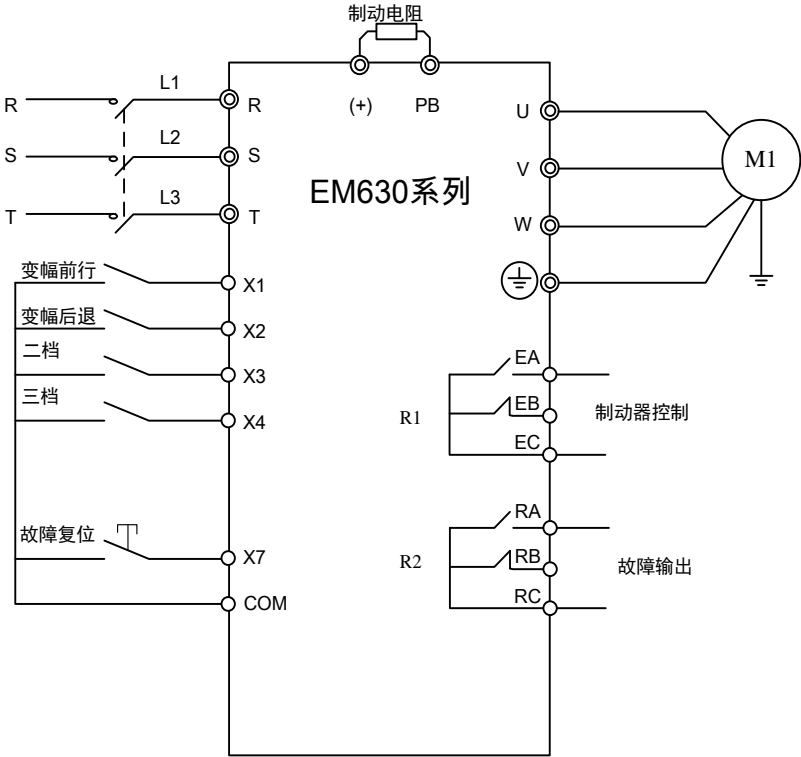 制动电阻
(+) PB
R L1 R
S L2 S
T L3 T
EM630系列
U
V
W
M1
变幅前行 X1
变幅后退 X2
二档 X3
三档 X4
故障复位 X7
COM
R1
EA
EB
EC
制动器控制
R2
RA
RB
RC
故障输出